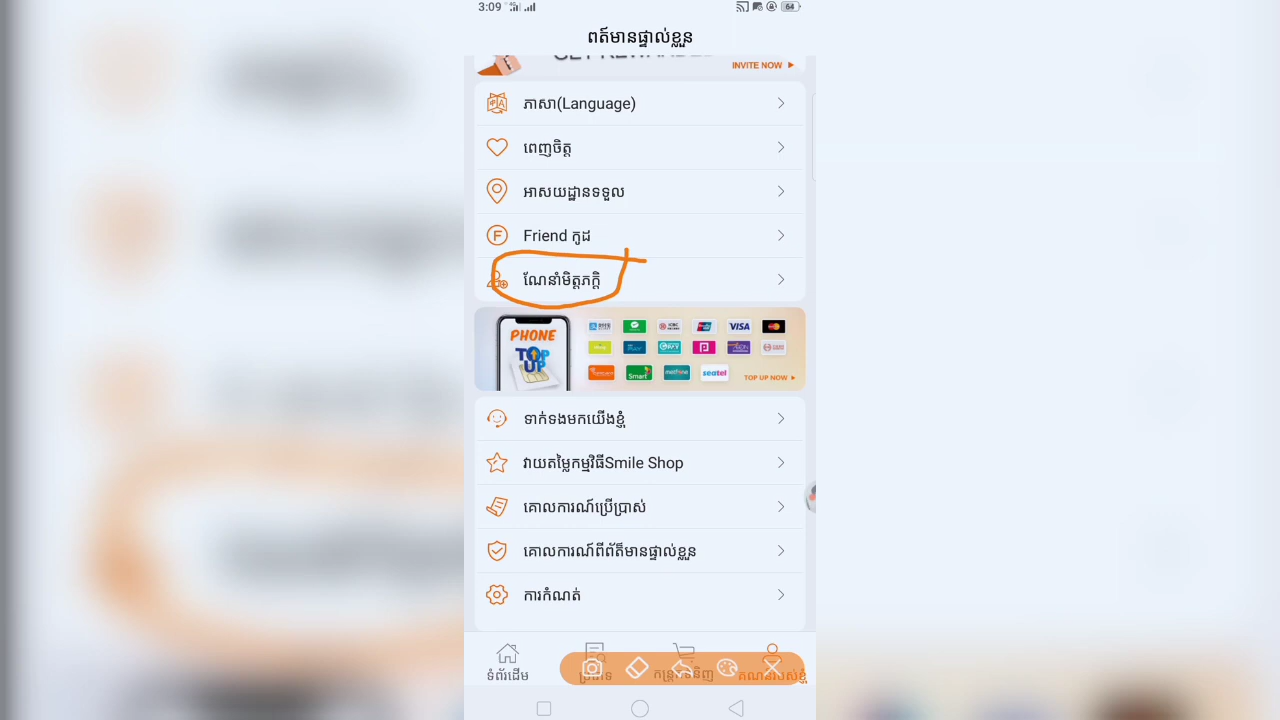 3:09
64
ពត៍មានផ្ទាល់ខ្លួន
INVITE NOW
ភាសា(Language)
ពេញចិត្ត
អាសយដ្ឋានទទួល
Friend កូដ
ណែនាំមិត្តភក្តិ
PHONE
TOP
UP
VISA
Smart
seatel
TOP UP NOW
ទាក់ទងមកយើងខ្ញុំ
វាយតម្លៃកម្មវិធីSmile Shop
គោលការណ៍ប្រើប្រាស់
គោលការណ៍ពីព័ត៌មានផ្ទាល់ខ្លួន
ការកំណត់
ទំព័រដើម